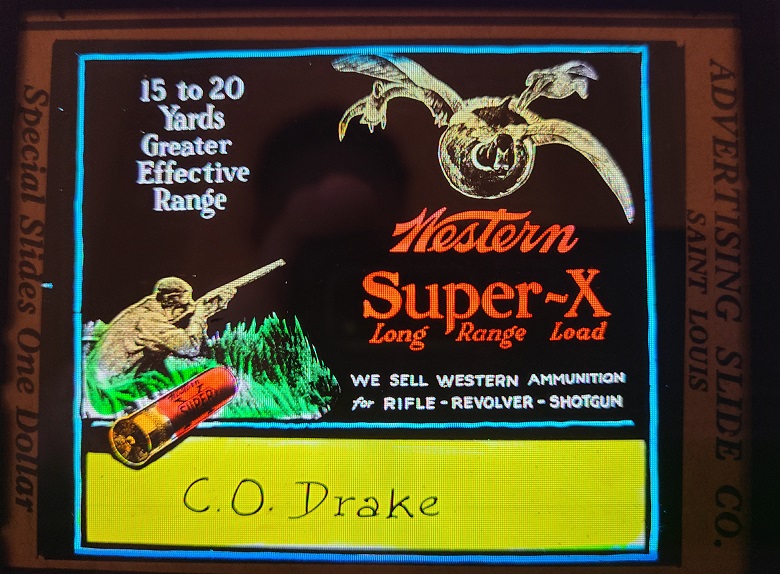 15 to 20
Yards
Greater
Effective
Range
Western
Super-X
Long Range Load
WE SELL WESTERN AMMUNITION
for RIFLE - REVOLVER - SHOTGUN
SUPER
C.O. Drake
Special Slides One Dollar
ADVERTISING SLIDE CO.
SAINT LOUIS